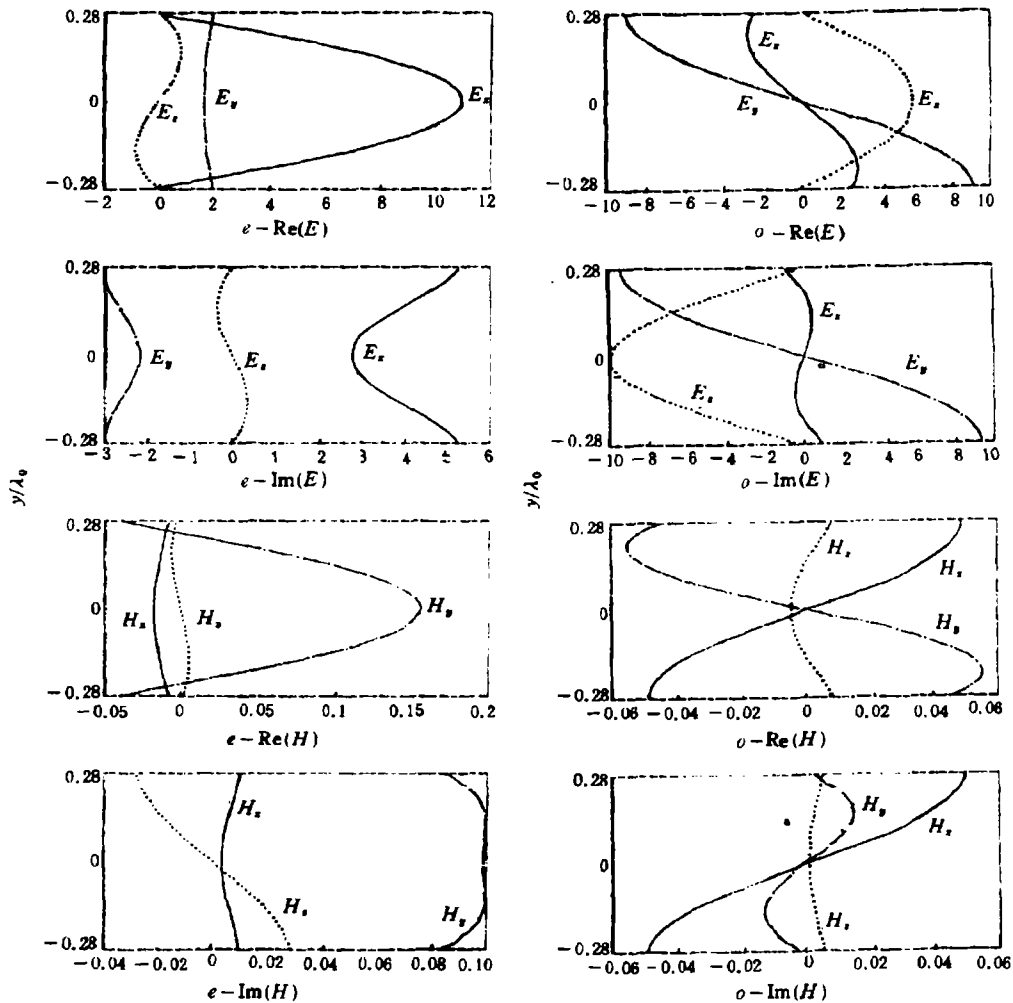 0.28
0
−0.28
−2 0 2 4 6 8 10 12
E_z E_y E_x
e−Re(E)
0.28
0
−0.28
−10 −8 −6 −4 −2 0 2 4 6 8 10
E_x E_y E_z
o−Re(E)
0.28
0
−0.28
−3 −2 −1 0 1 2 3 4 5 6
E_y E_z E_x
e−Im(E)
0.28
0
−0.28
−10 −8 −6 −4 −2 0 2 4 6 8 10
E_x E_y E_z
o−Im(E)
y/λ₀
0.28
0
−0.28
−0.05 0 0.05 0.1 0.15 0.2
H_x H_y
e−Re(H)
0.28
0
−0.28
−0.06 −0.04 −0.02 0 0.02 0.04 0.06
H_z H_x H_y
o−Re(H)
0.28
0
−0.28
−0.04 −0.02 0 0.02 0.04 0.06 0.08 0.10
H_x H_z H_y
e−Im(H)
0.28
0
−0.28
−0.06 −0.04 −0.02 0 0.02 0.04 0.06
H_y H_x H_z
o−Im(H)